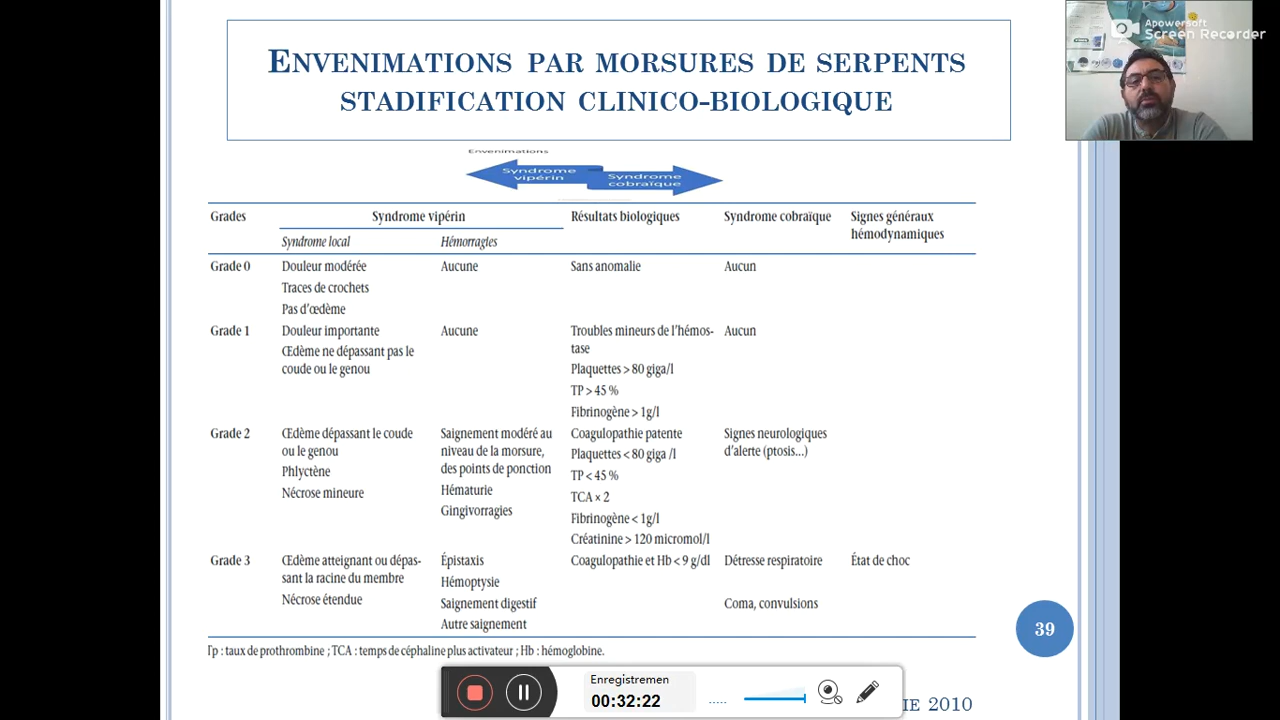 ENVENIMATIONS PAR MORSURES DE SERPENTS
STADIFICATION CLINICO-BIOLOGIQUE
Apowersoft
Screen Recorder
Envenimations
Syndrome vipérin
Syndrome cobraïque
Grades
Syndrome vipérin
Résultats biologiques
Syndrome cobraïque
Signes généraux
hémodynamiques
Syndrome local
Hémorragies
Grade 0
Douleur modérée
Aucune
Sans anomalie
Aucun
Traces de crochets
Pas d'œdème
Grade 1
Douleur importante
Aucune
Troubles mineurs de l'hémos-
Aucun
tase
Œdème ne dépassant pas le
coude ou le genou
Plaquettes > 80 giga/l
TP > 45 %
Fibrinogène > 1g/l
Grade 2
Œdème dépassant le coude
ou le genou
Phlyctène
Nécrose mineure
Saignement modéré au
niveau de la morsure,
des points de ponction
Hématurie
Gingivorragies
Coagulopathie patente
Plaquettes < 80 giga /l
TP < 45 %
TCA × 2
Fibrinogène < 1g/l
Créatinine > 120 micromol/l
Signes neurologiques
d'alerte (ptosis...)
Grade 3
Œdème atteignant ou dépas-
sant la racine du membre
Nécrose étendue
Épistaxis
Hémoptysie
Saignement digestif
Autre saignement
Coagulopathie et Hb < 9 g/dl
Détresse respiratoire
Coma, convulsions
État de choc
Tp : taux de prothrombine ; TCA : temps de céphaline plus activateur ; Hb : hémoglobine.
39
Enregistremen
00:32:22
IE 2010